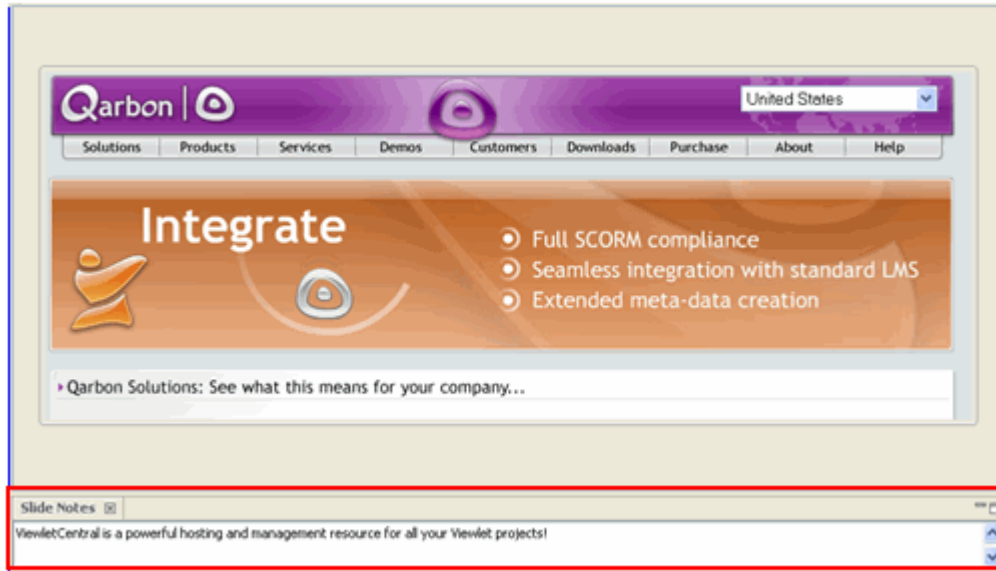 Qarbon
United States
Solutions Products Services Demos Customers Downloads Purchase About Help
Integrate
Full SCORM compliance
Seamless integration with standard LMS
Extended meta-data creation
Qarbon Solutions: See what this means for your company...
Slide Notes
ViewletCentral is a powerful hosting and management resource for all your Viewlet projects!